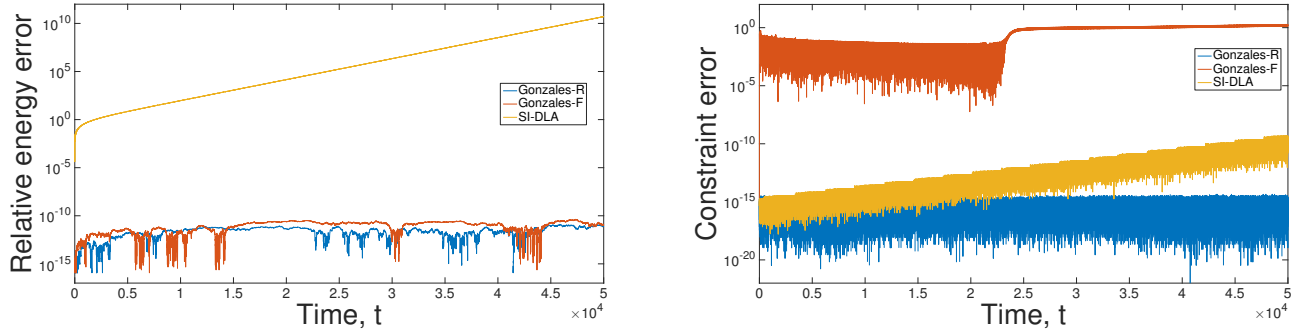 Relative energy error
10^10
10^5
10^0
10^-5
10^-10
10^-15
Gonzales-R
Gonzales-F
SI-DLA
0 0.5 1 1.5 2 2.5 3 3.5 4 4.5 5
Time, t
×10^4
Constraint error
10^0
10^-5
10^-10
10^-15
10^-20
Gonzales-R
Gonzales-F
SI-DLA
0 0.5 1 1.5 2 2.5 3 3.5 4 4.5 5
Time, t
×10^4